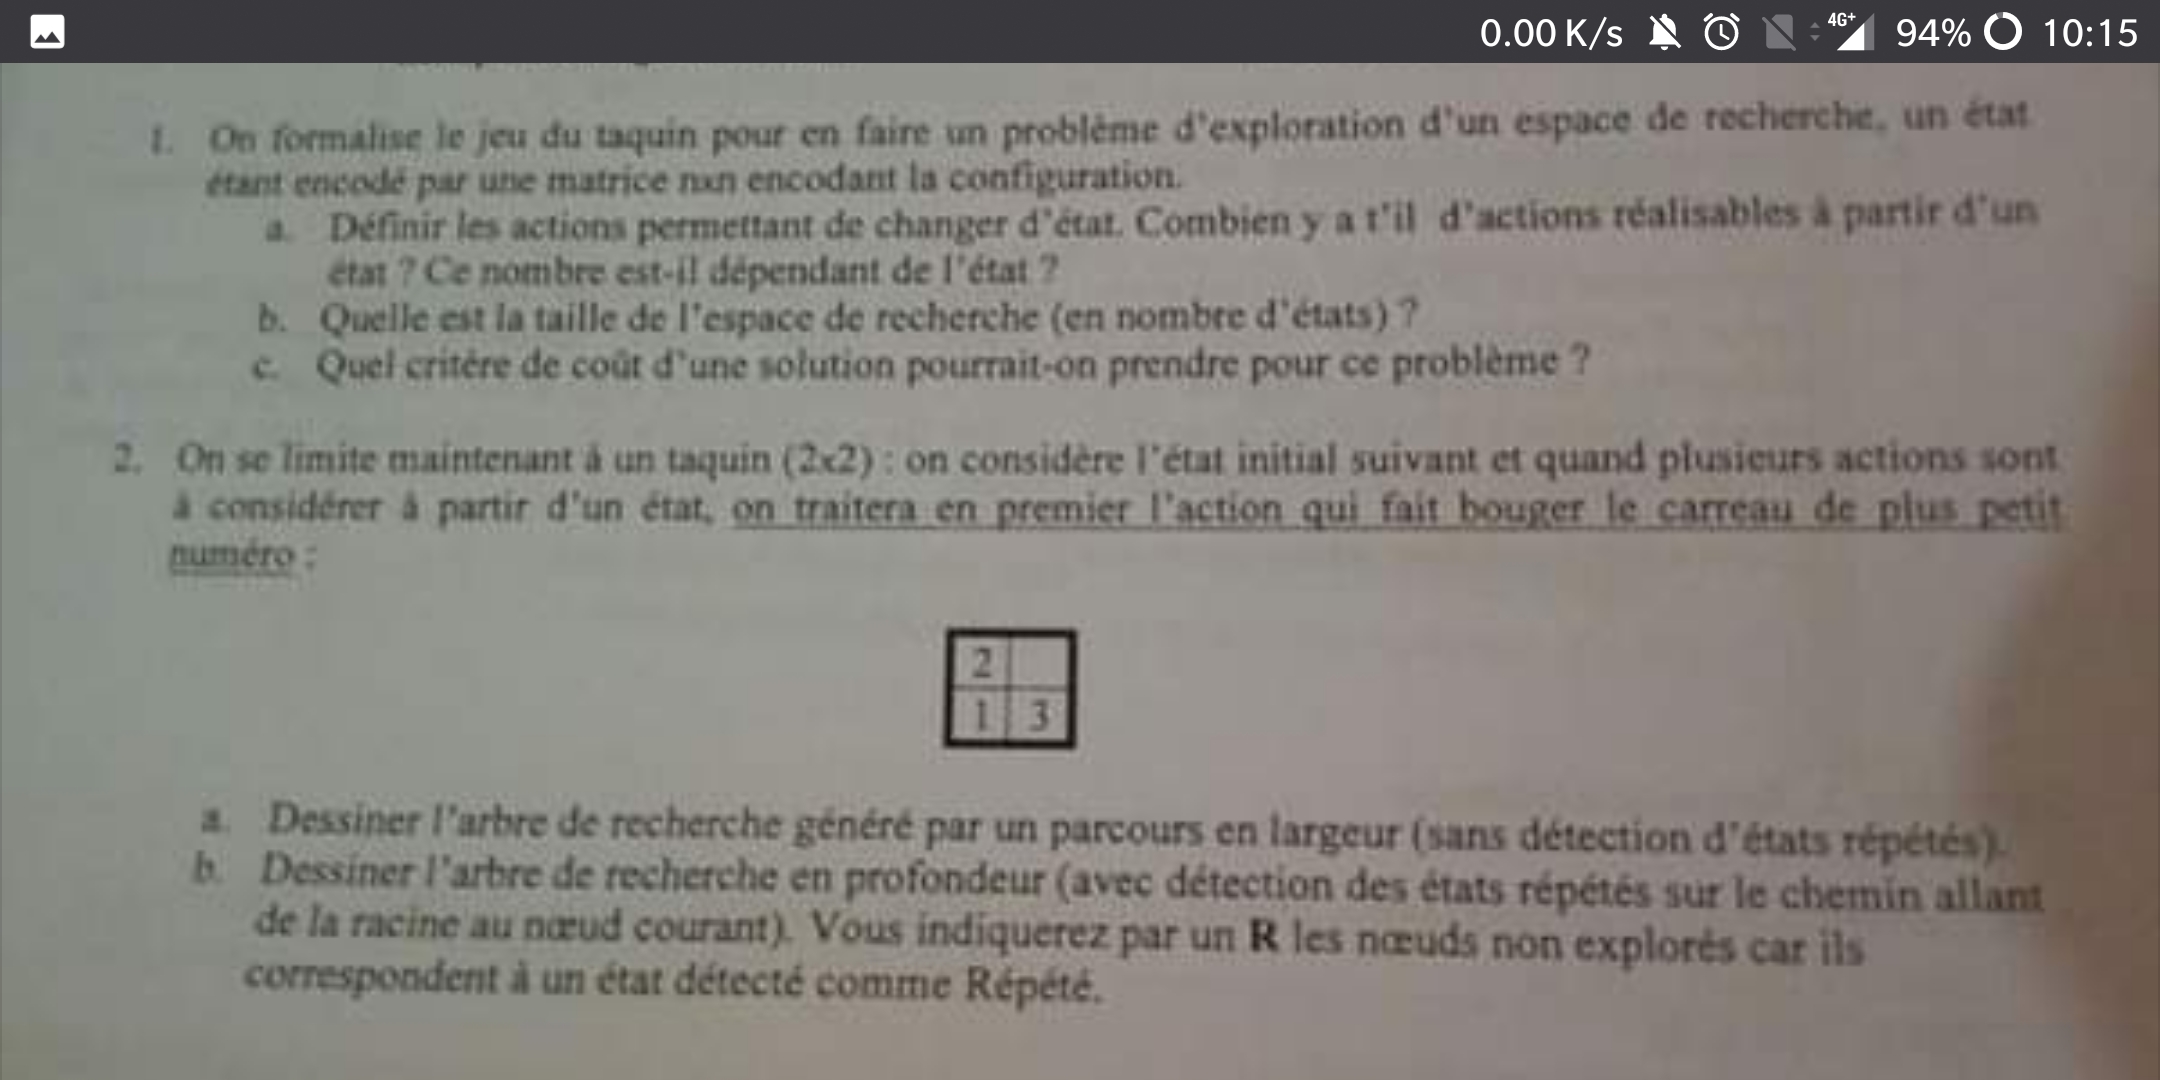 0.00 K/s 4G+ 94% 10:15
1. On formalise le jeu du taquin pour en faire un problème d'exploration d'un espace de recherche, un état
étant encodé par une matrice nxn encodant la configuration.
a. Définir les actions permettant de changer d'état. Combien y a t'il d'actions réalisables à partir d'un
état ? Ce nombre est-il dépendant de l'état ?
b. Quelle est la taille de l'espace de recherche (en nombre d'états) ?
c. Quel critère de coût d'une solution pourrait-on prendre pour ce problème ?
2. On se limite maintenant à un taquin (2x2) : on considère l'état initial suivant et quand plusieurs actions sont
à considérer à partir d'un état, on traitera en premier l'action qui fait bouger le carreau de plus petit
numéro :
2
1 3
a. Dessiner l'arbre de recherche généré par un parcours en largeur (sans détection d'états répétés).
b. Dessiner l'arbre de recherche en profondeur (avec détection des états répétés sur le chemin allant
de la racine au nœud courant). Vous indiquerez par un R les nœuds non explorés car ils
correspondent à un état détecté comme Répété.